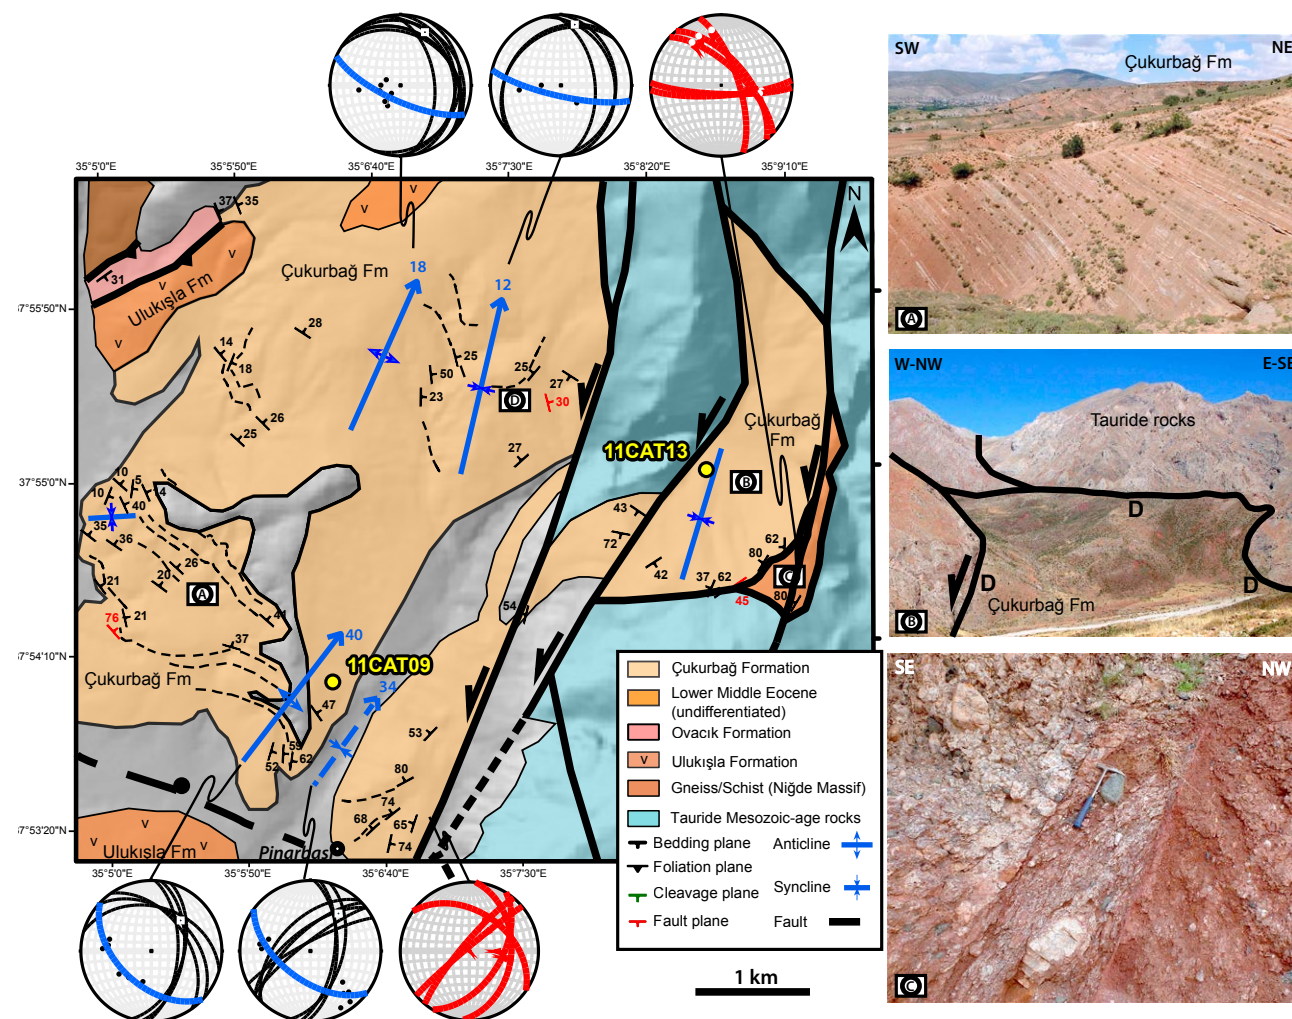 SW
NE
Çukurbağ Fm
A
W-NW
E-SE
Tauride rocks
D
D
D
Çukurbağ Fm
B
SE
NW
C
35°5'0"E
35°5'50"E
35°6'40"E
35°7'30"E
35°8'20"E
35°9'10"E
N
37
35
v
31
v
Ulukışla Fm
v
Çukurbağ Fm
18
12
7°55'50"N
28
14
18
25
50
23
25
27
30
D
26
25
27
Çukurbağ
Fm
11CAT13
B
7°55'0"N
10
5
10
14
40
35
36
26
20
21
A
41
21
76
43
72
42
62
80
37
62
45
C
80
54
7°54'10"N
37
40
11CAT09
Çukurbağ Fm
34
47
59
52
62
53
80
74
68
65
74
7°53'20"N
v
v
Ulukışla Fm
Pınarbaşı
35°5'0"E
35°5'50"E
35°6'40"E
35°7'30"E
Çukurbağ Formation
Lower Middle Eocene
(undifferentiated)
Ovacık Formation
v
Ulukışla Formation
Gneiss/Schist (Niğde Massif)
Tauride Mesozoic-age rocks
Bedding plane
Anticline
Foliation plane
Cleavage plane
Syncline
Fault plane
Fault
1 km